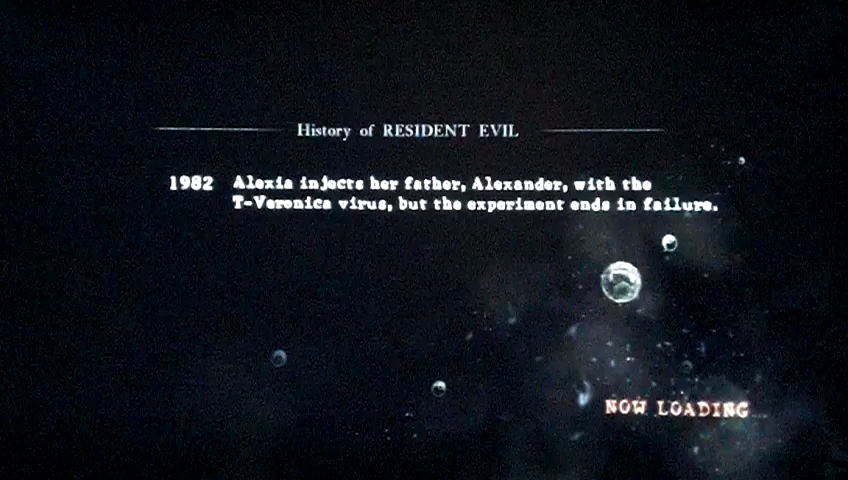 History of RESIDENT EVIL
1982 Alexia injects her father, Alexander, with the
T-Veronica virus, but the experiment ends in failure.
NOW LOADING...